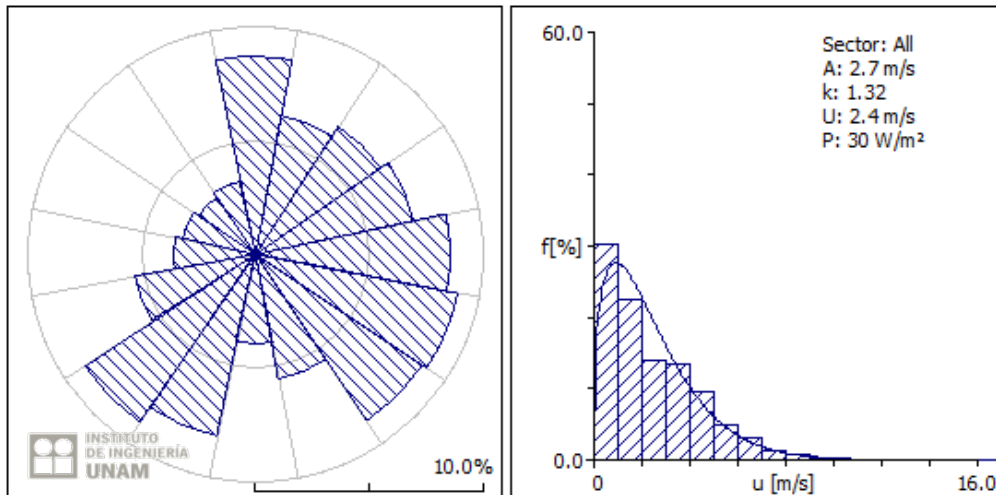 INSTITUTO
DE INGENIERÍA
UNAM
10.0%
60.0
Sector: All
A: 2.7 m/s
k: 1.32
U: 2.4 m/s
P: 30 W/m²
f[%]
0.0
0
u [m/s]
16.0